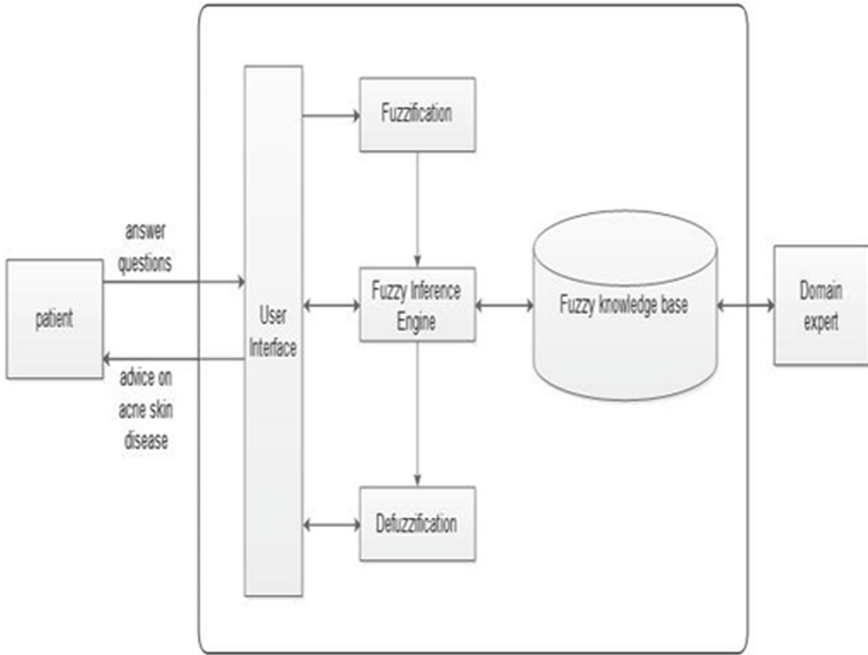 patient
answer
questions
advice on
acne skin
disease
User
Interface
Fuzzification
Fuzzy Inference
Engine
Defuzzification
Fuzzy knowledge base
Domain
expert